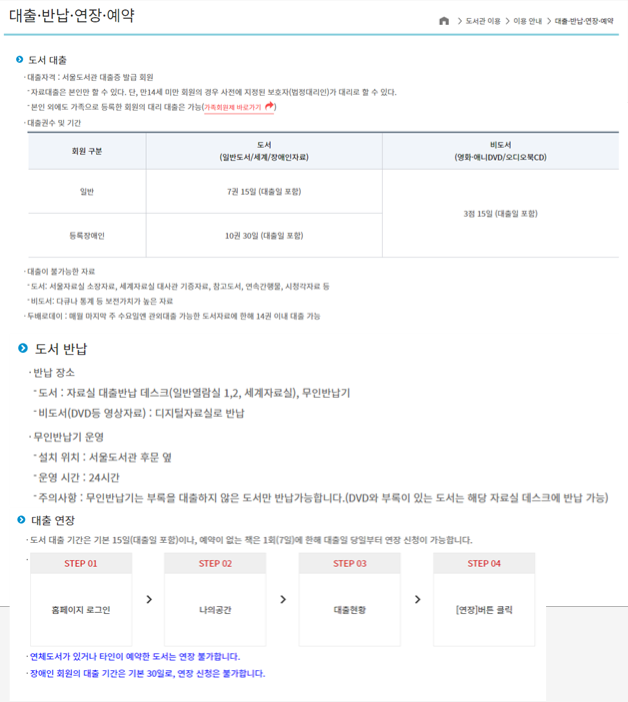 대출·반납·연장·예약
> 도서관 이용 > 이용 안내 > 대출·반납·연장·예약
도서 대출
· 대출자격 : 서울도서관 대출증 발급 회원
- 자료대출은 본인만 할 수 있다. 단, 만14세 미만 회원의 경우 사전에 지정된 보호자(법정대리인)가 대리로 할 수 있다.
- 본인 외에도 가족으로 등록한 회원의 대리 대출은 가능(가족회원제 바로가기)
· 대출권수 및 기간
회원 구분
도서
(일반도서/세계/장애인자료)
비도서
(영화·애니DVD/오디오북CD)
일반
7권 15일 (대출일 포함)
3점 15일 (대출일 포함)
등록장애인
10권 30일 (대출일 포함)
· 대출이 불가능한 자료
- 도서: 서울자료실 소장자료, 세계자료실 대사관 기증자료, 참고도서, 연속간행물, 시청각자료 등
- 비도서: 다큐나 통계 등 보전가치가 높은 자료
· 두배로데이 : 매월 마지막 주 수요일엔 관외대출 가능한 도서자료에 한해 14권 이내 대출 가능
도서 반납
· 반납 장소
- 도서 : 자료실 대출반납 데스크(일반열람실 1,2, 세계자료실), 무인반납기
- 비도서(DVD등 영상자료) : 디지털자료실로 반납
· 무인반납기 운영
- 설치 위치 : 서울도서관 후문 옆
- 운영 시간 : 24시간
- 주의사항 : 무인반납기는 부록을 대출하지 않은 도서만 반납가능합니다.(DVD와 부록이 있는 도서는 해당 자료실 데스크에 반납 가능)
대출 연장
· 도서 대출 기간은 기본 15일(대출일 포함)이나, 예약이 없는 책은 1회(7일)에 한해 대출일 당일부터 연장 신청이 가능합니다.
STEP 01
STEP 02
STEP 03
STEP 04
홈페이지 로그인 > 나의공간 > 대출현황 > [연장]버튼 클릭
· 연체도서가 있거나 타인이 예약한 도서는 연장 불가합니다.
· 장애인 회원의 대출 기간은 기본 30일로, 연장 신청은 불가합니다.